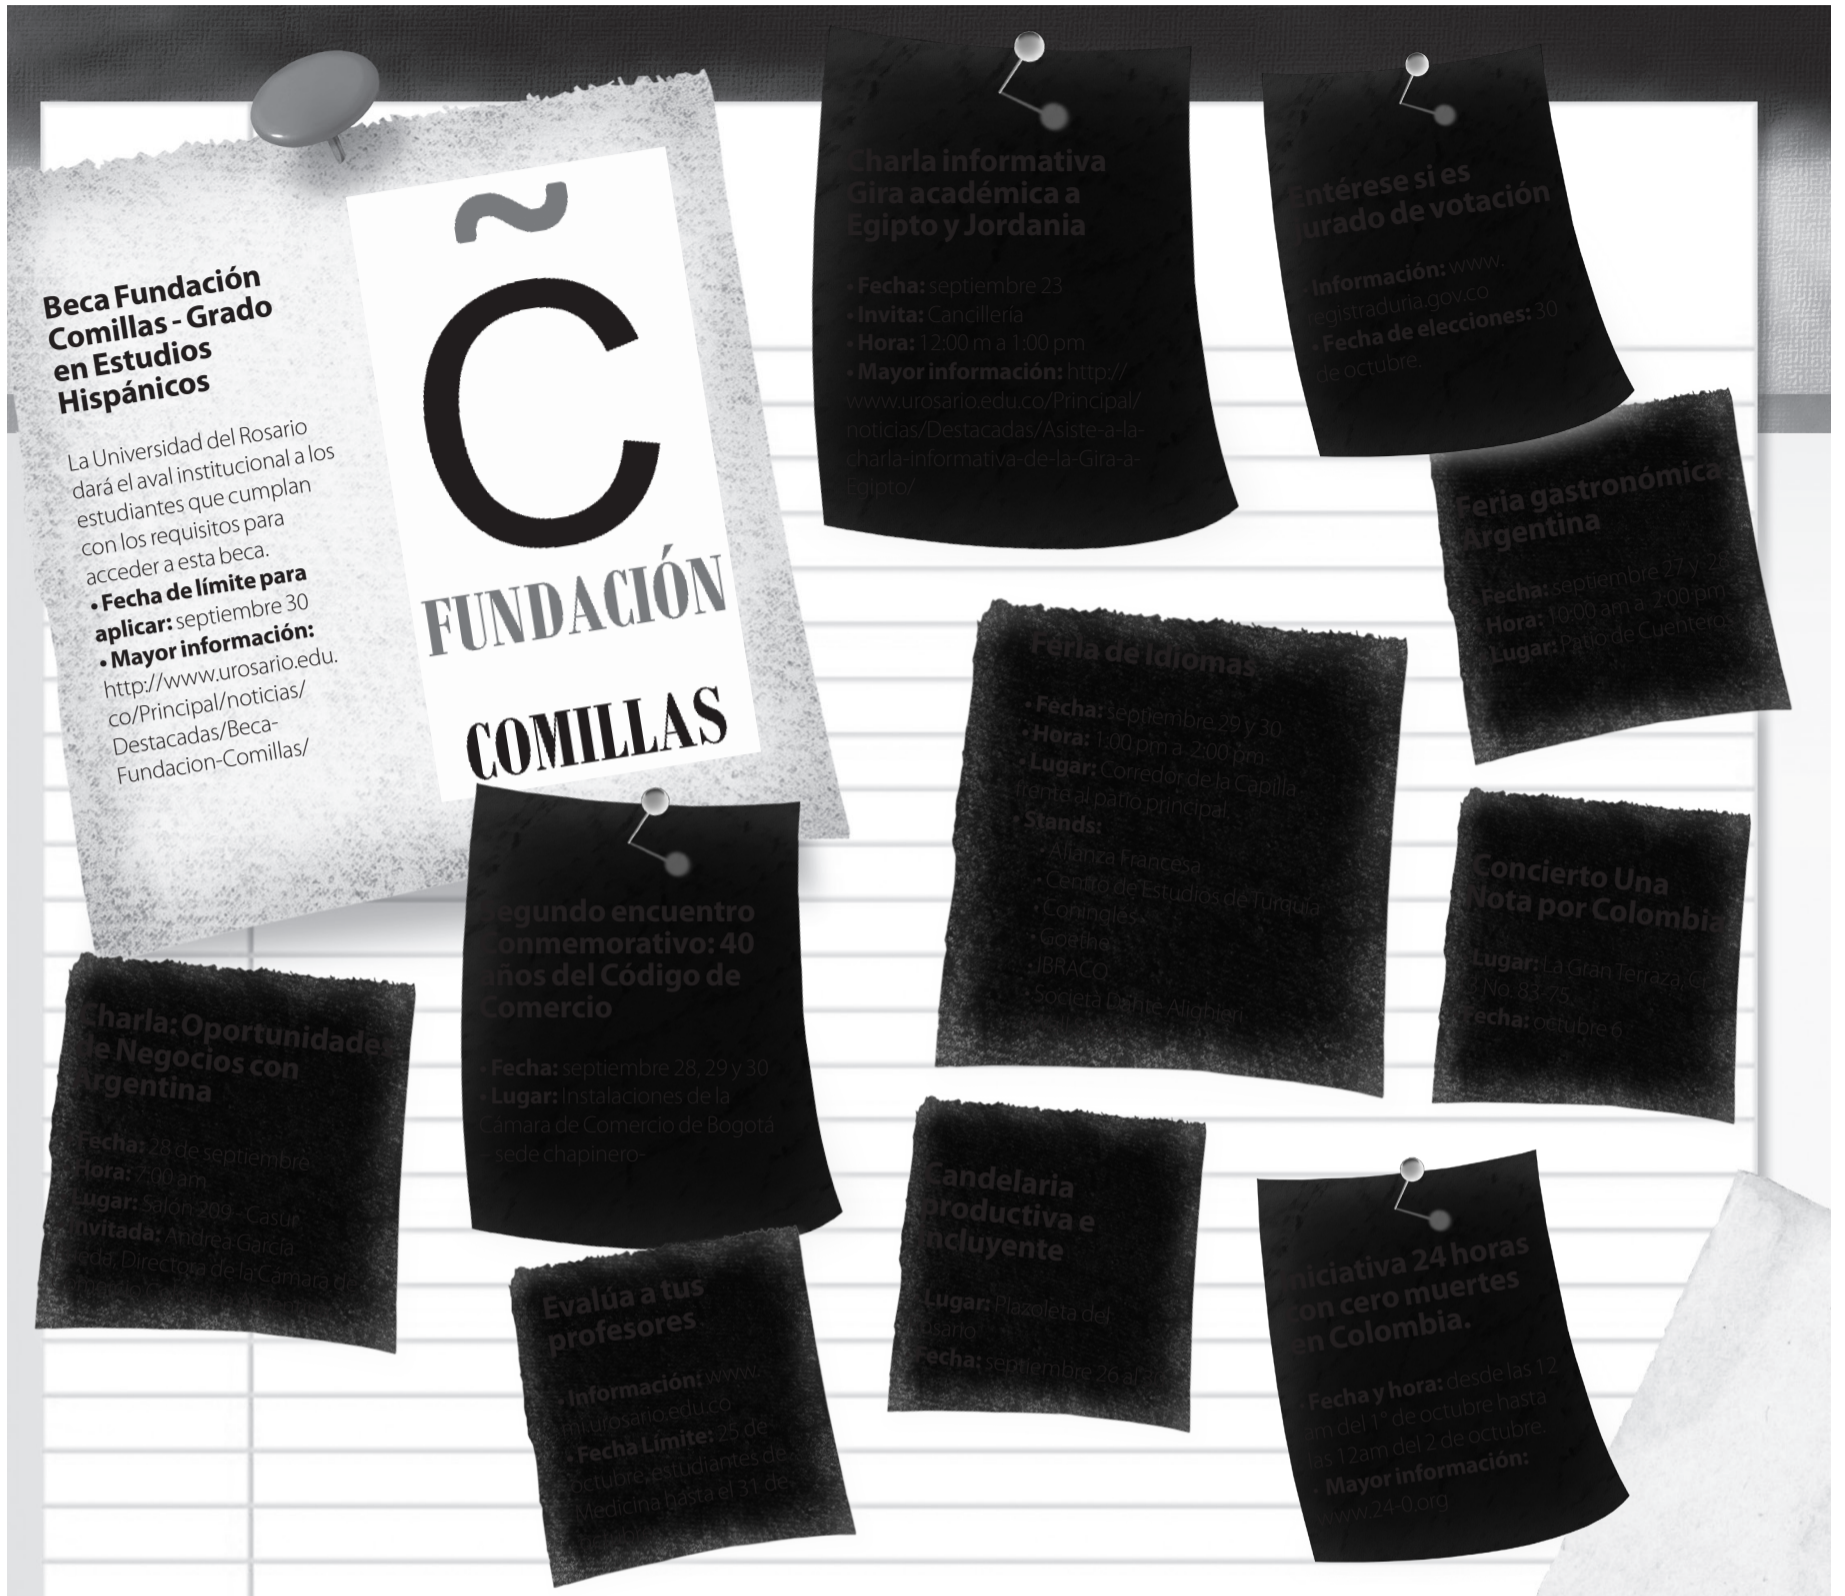 Beca Fundación
Comillas - Grado
en Estudios
Hispánicos
La Universidad del Rosario
dará el aval institucional a los
estudiantes que cumplan
con los requisitos para
acceder a esta beca.
• Fecha de límite para
aplicar: septiembre 30
• Mayor información:
http://www.urosario.edu.
co/Principal/noticias/
Destacadas/Beca-
Fundacion-Comillas/
C̃
FUNDACIÓN
COMILLAS
Charla informativa
Gira académica a
Egipto y Jordania
• Fecha: septiembre 23
• Invita: Cancillería
• Hora: 12:00 m a 1:00 pm
• Mayor información: http://
www.urosario.edu.co/Principal/
noticias/Destacadas/Asiste-a-la-
charla-informativa-de-la-Gira-a-
Egipto/
Entérese si es
jurado de votación
• Información: www.
registraduria.gov.co
• Fecha de elecciones: 30
de octubre.
Feria gastronómica
Argentina
Fecha: septiembre 27 y 28
Hora: 10:00 am a 2:00 pm
Lugar: Patio de Cuenteros
Feria de Idiomas
• Fecha: septiembre 29 y 30
• Hora: 1:00 pm a 2:00 pm
• Lugar: Corredor de la Capilla
frente al patio principal.
• Stands:
• Alianza Francesa
• Centro de Estudios de Turquía
• Coninglés
• Goethe
• IBRACO
• Società Dante Alighieri
Concierto Una
Nota por Colombia
Lugar: La Gran Terraza,
No. 83-75
Fecha: octubre 6
Segundo encuentro
conmemorativo: 40
años del Código de
Comercio
• Fecha: septiembre 28, 29 y 30
• Lugar: Instalaciones de la
Cámara de Comercio de Bogotá
– sede chapinero-
Charla: Oportunidades
de Negocios con
Argentina
Fecha: 28 de septiembre
Hora: 7:00 am
Lugar: Salón 209 - Casur
Invitada: Andrea García
Directora de la Cámara de
Evalúa a tus
profesores
• Información: www.
mi.urosario.edu.co
• Fecha Límite: 25 de
octubre, estudiantes de
Medicina hasta el 31 de
Candelaria
productiva e
incluyente
Lugar: Plazoleta del
Rosario
Fecha: septiembre 26 al
Iniciativa 24 horas
con cero muertes
en Colombia.
• Fecha y hora: desde las 12
am del 1° de octubre hasta
las 12am del 2 de octubre.
• Mayor información:
www.24-0.org